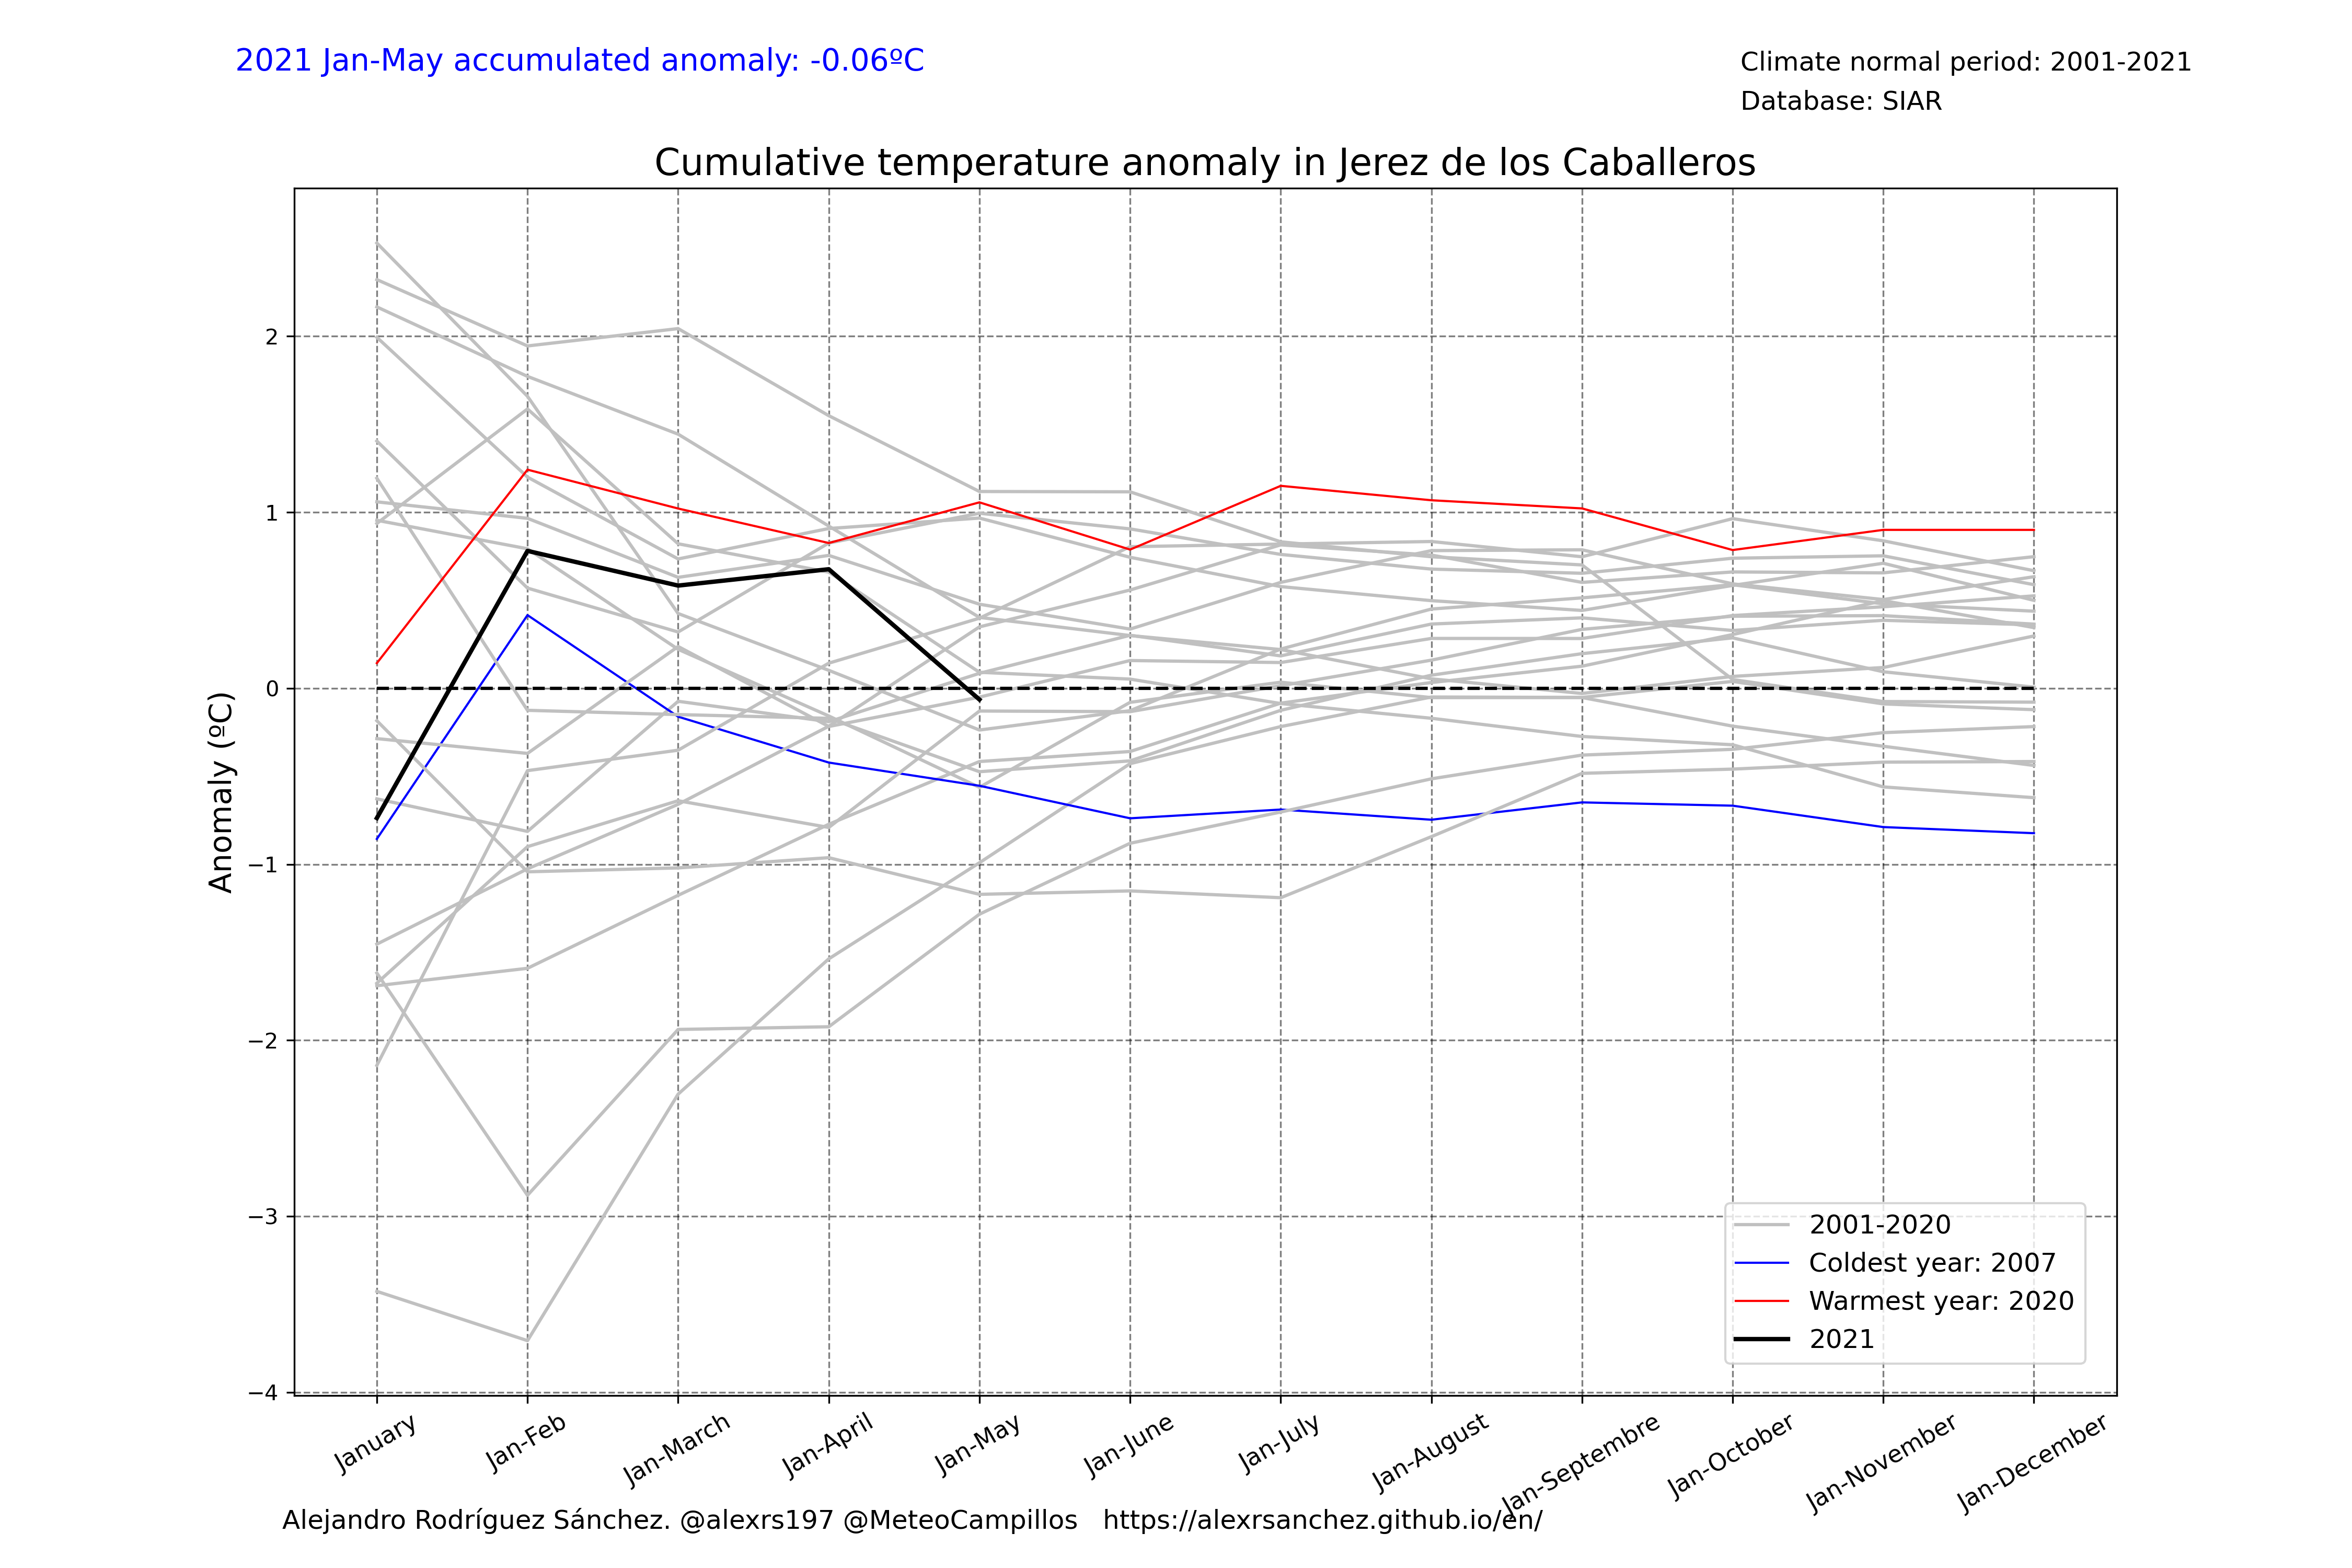 2021 Jan-May accumulated anomaly: -0.06ºC
Climate normal period: 2001-2021
Database: SIAR
Cumulative temperature anomaly in Jerez de los Caballeros
Anomaly (ºC)
2
1
0
−1
−2
−3
−4
2001-2020
Coldest year: 2007
Warmest year: 2020
2021
January
Jan-Feb
Jan-March
Jan-April
Jan-May
Jan-June
Jan-July
Jan-August
Jan-Septembre
Jan-October
Jan-November
Jan-December
Alejandro Rodríguez Sánchez. @alexrs197 @MeteoCampillos   https://alexrsanchez.github.io/en/